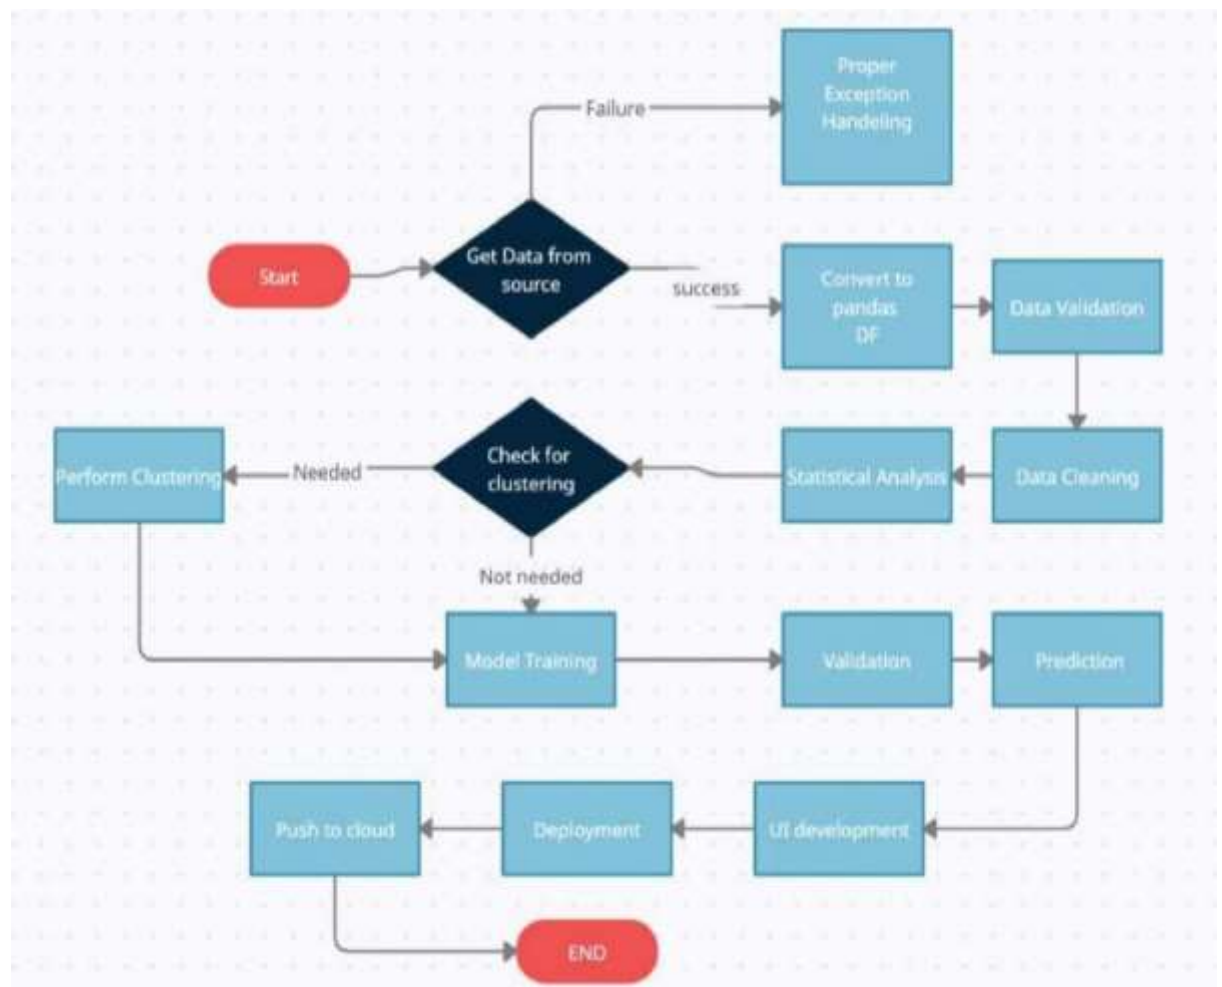 Proper
Exception
Handeling
Failure
Get Data from
source
Start
success
Convert to
pandas
DF
Data Validation
Check for
clustering
Perform Clustering
Needed
Statistical Analysis
Data Cleaning
Not needed
Model Training
Validation
Prediction
Push to cloud
Deployment
UI development
END